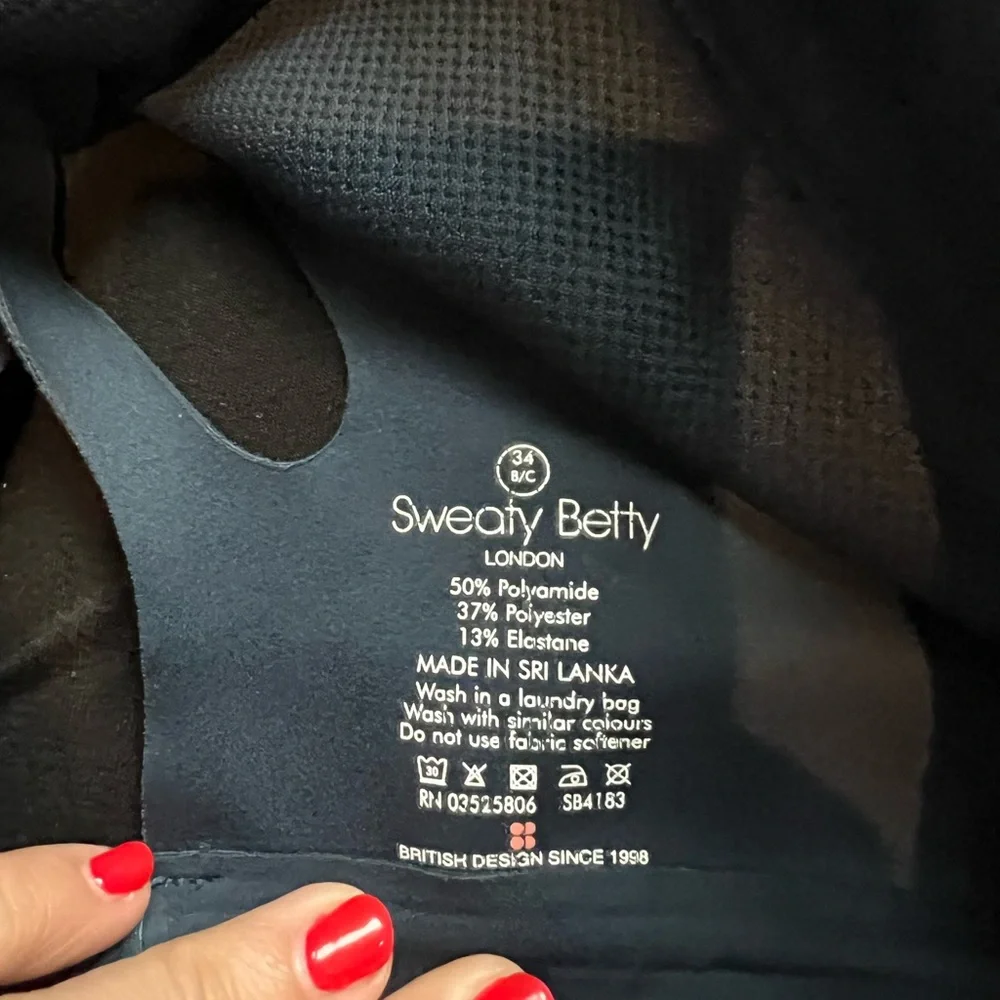 34
B/C
Sweaty Betty
LONDON
50% Polyamide
37% Polyester
13% Elastane
MADE IN SRI LANKA
Wash in a laundry bag
Wash with similar colours
Do not use fabric softener
30
RN 03525806 SB4183
BRITISH DESIGN SINCE 1998